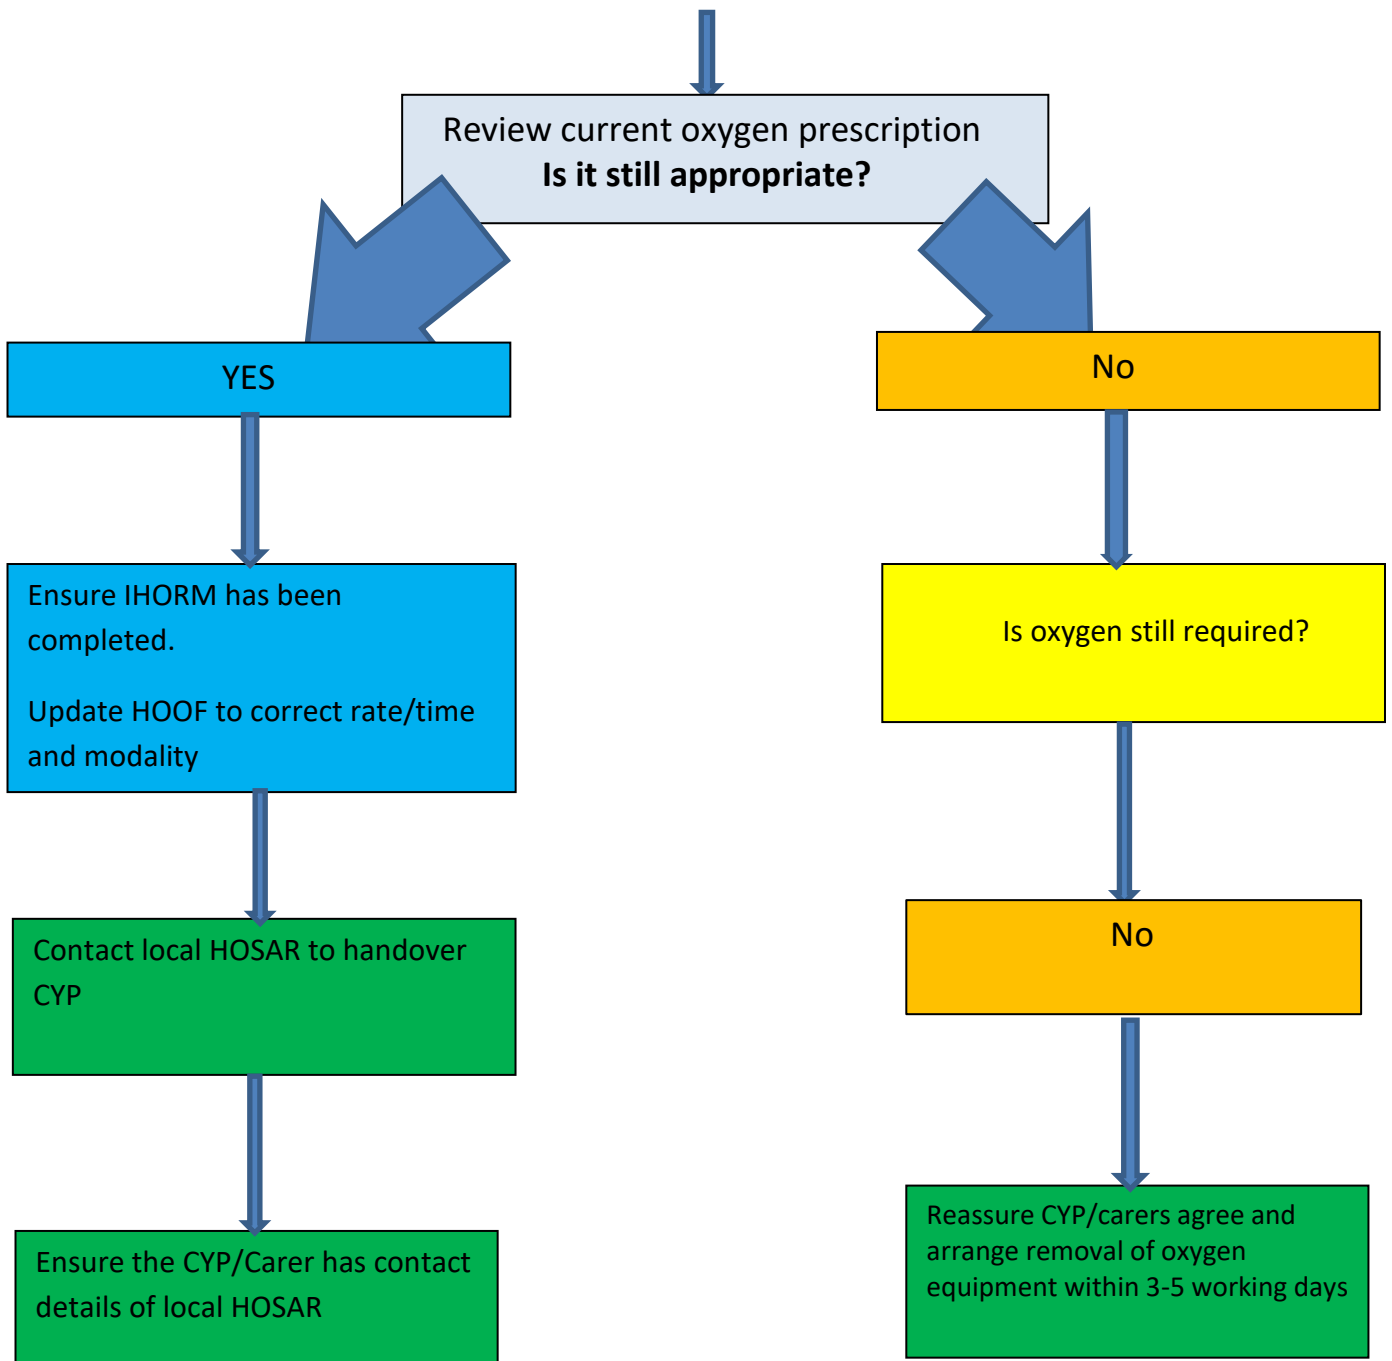 Review current oxygen prescription
Is it still appropriate?
YES
No
Ensure IHORM has been
completed.
Update HOOF to correct rate/time
and modality
Is oxygen still required?
Contact local HOSAR to handover
CYP
No
Ensure the CYP/Carer has contact
details of local HOSAR
Reassure CYP/carers agree and
arrange removal of oxygen
equipment within 3-5 working days